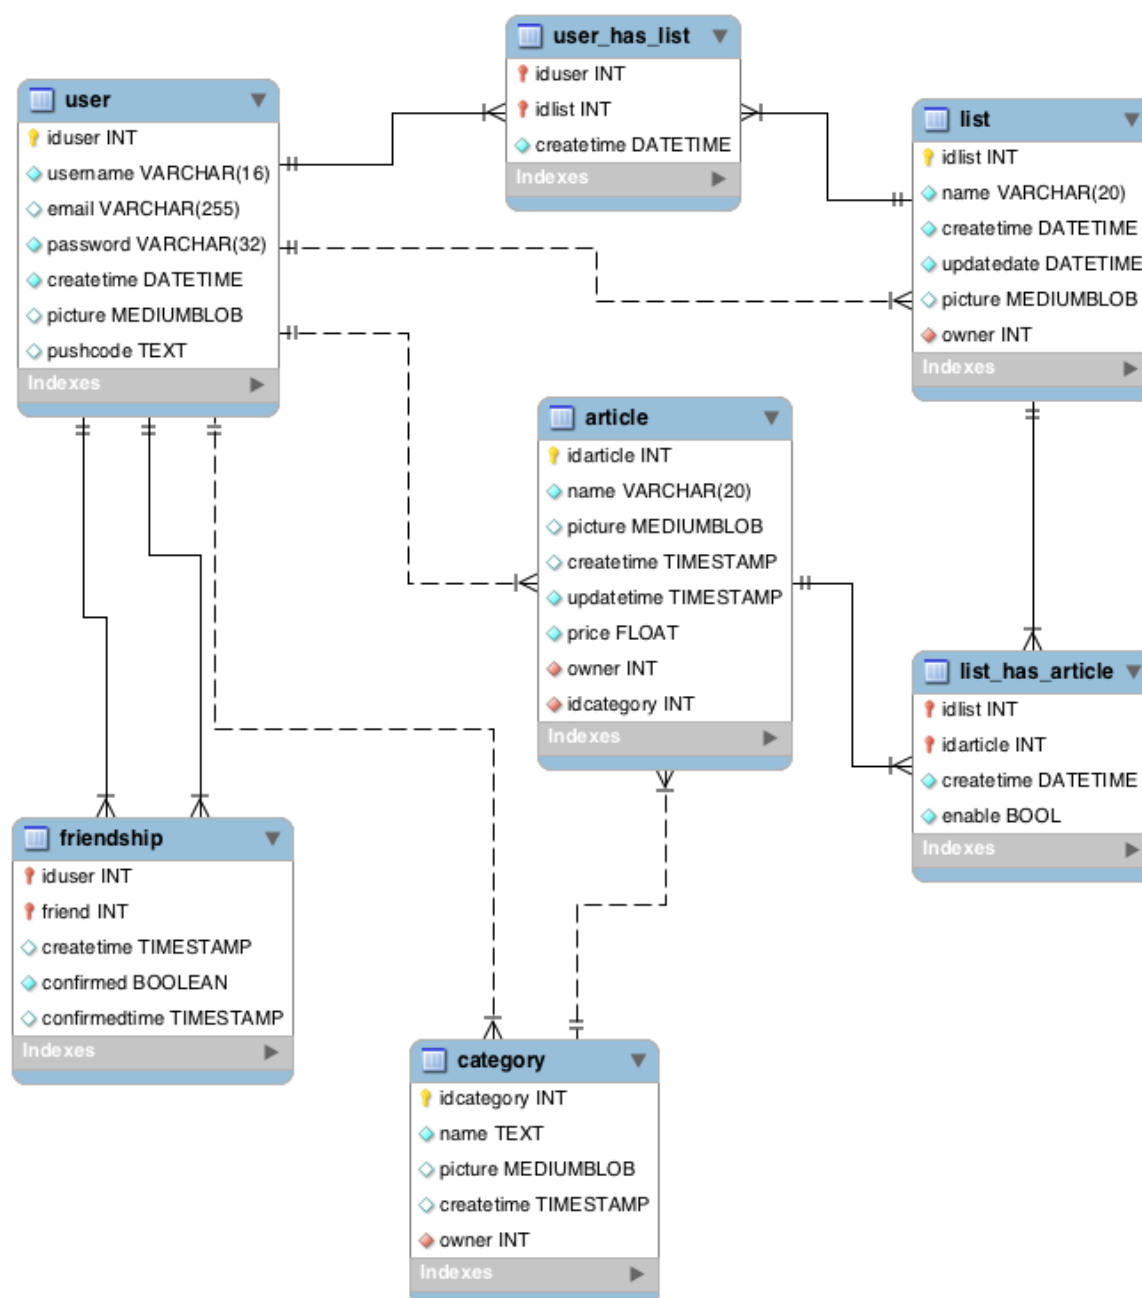 user_has_list
iduser INT
idlist INT
createtime DATETIME
Indexes
user
iduser INT
username VARCHAR(16)
email VARCHAR(255)
password VARCHAR(32)
createtime DATETIME
picture MEDIUMBLOB
pushcode TEXT
Indexes
list
idlist INT
name VARCHAR(20)
createtime DATETIME
updatedate DATETIME
picture MEDIUMBLOB
owner INT
Indexes
article
idarticle INT
name VARCHAR(20)
picture MEDIUMBLOB
createtime TIMESTAMP
updatetime TIMESTAMP
price FLOAT
owner INT
idcategory INT
Indexes
list_has_article
idlist INT
idarticle INT
createtime DATETIME
enable BOOL
Indexes
friendship
iduser INT
friend INT
createtime TIMESTAMP
confirmed BOOLEAN
confirmedtime TIMESTAMP
Indexes
category
idcategory INT
name TEXT
picture MEDIUMBLOB
createtime TIMESTAMP
owner INT
Indexes